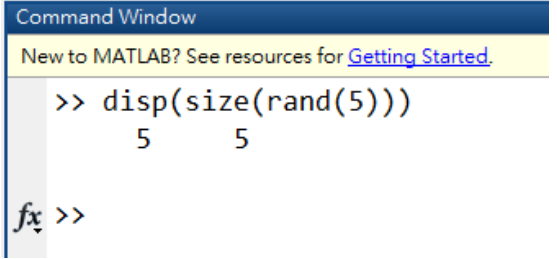 Command Window
New to MATLAB? See resources for Getting Started.
>> disp(size(rand(5)))
5 5
fx >>